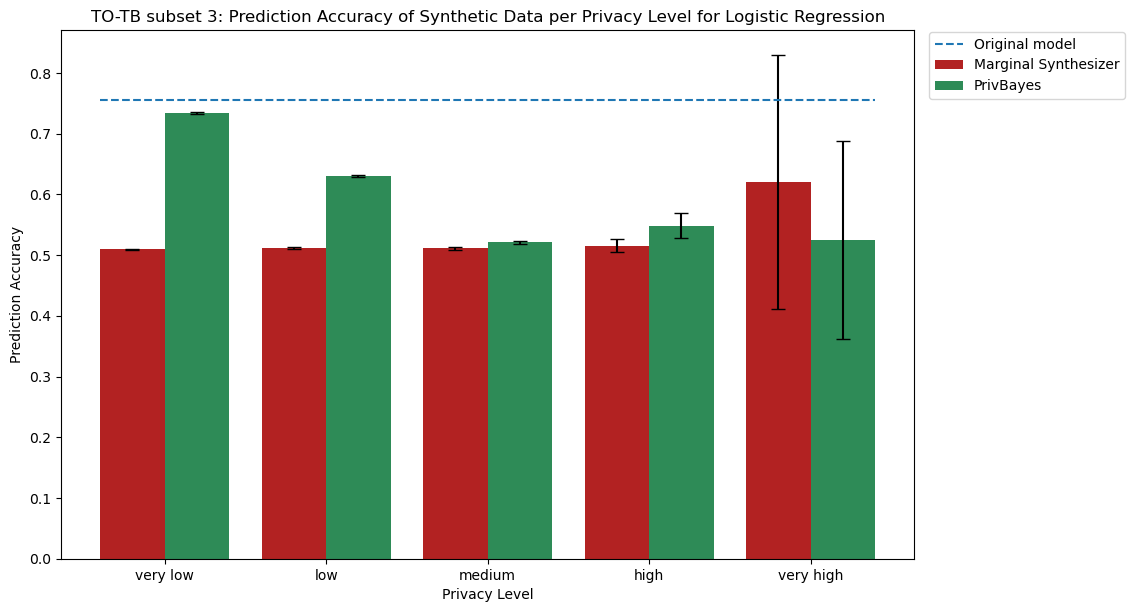 TO-TB subset 3: Prediction Accuracy of Synthetic Data per Privacy Level for Logistic Regression
Original model
Marginal Synthesizer
PrivBayes
Prediction Accuracy
0.8
0.7
0.6
0.5
0.4
0.3
0.2
0.1
0.0
very low
low
medium
high
very high
Privacy Level